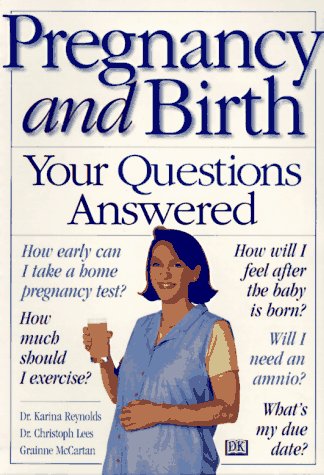 Pregnancy
and Birth
Your Questions
Answered
How early can
I take a home
pregnancy test?
How
much
should
I exercise?
How will I
feel after
the baby
is born?
Will I
need an
amnio?
What's
my due
date?
Dr. Karina Reynolds
Dr. Christoph Lees
Grainne McCartan
DK